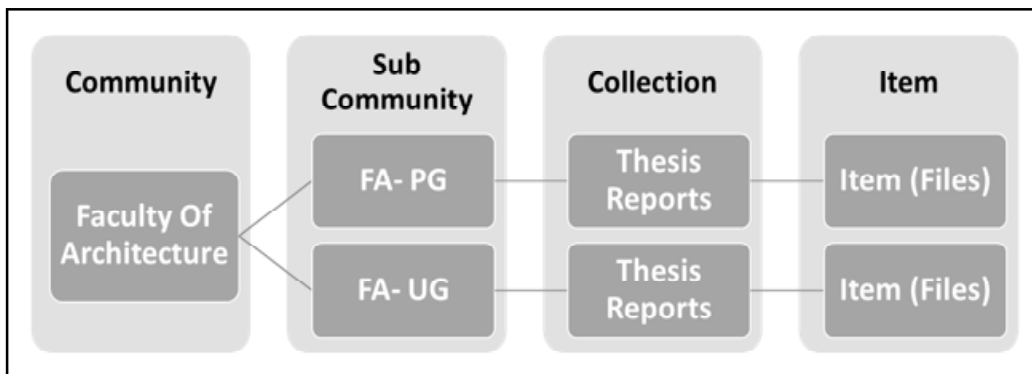 Community
Sub
Community
Collection
Item
Faculty Of
Architecture
FA- PG
Thesis
Reports
Item (Files)
FA- UG
Thesis
Reports
Item (Files)